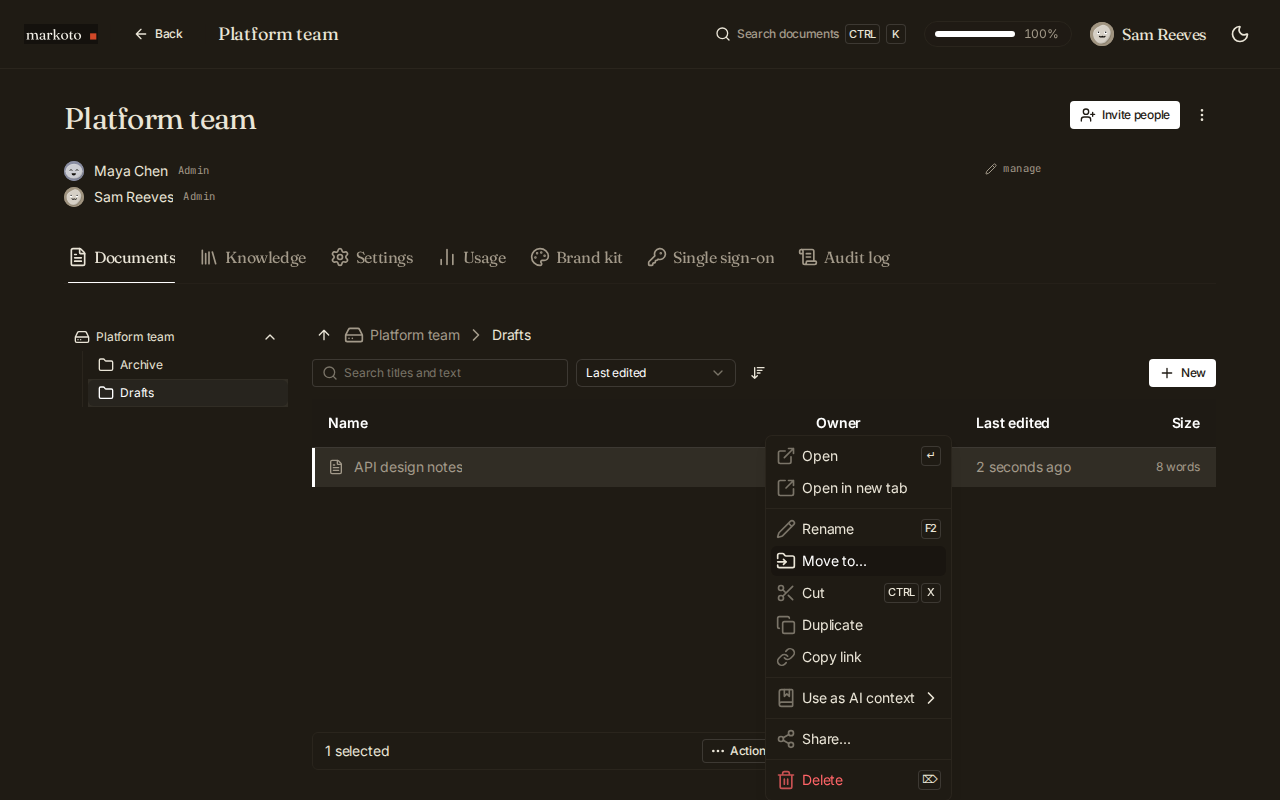 markoto
Back
Platform team
Search documents CTRL K
100%
Sam Reeves
Platform team
Invite people
Maya Chen Admin
manage
Sam Reeves Admin
Documents
Knowledge
Settings
Usage
Brand kit
Single sign-on
Audit log
Platform team
Archive
Drafts
Platform team
Drafts
Search titles and text
Last edited
New
Name
Owner
Last edited
Size
API design notes
2 seconds ago
8 words
Open
Open in new tab
Rename F2
Move to...
Cut CTRL X
Duplicate
Copy link
Use as AI context
Share...
Delete
1 selected
Action